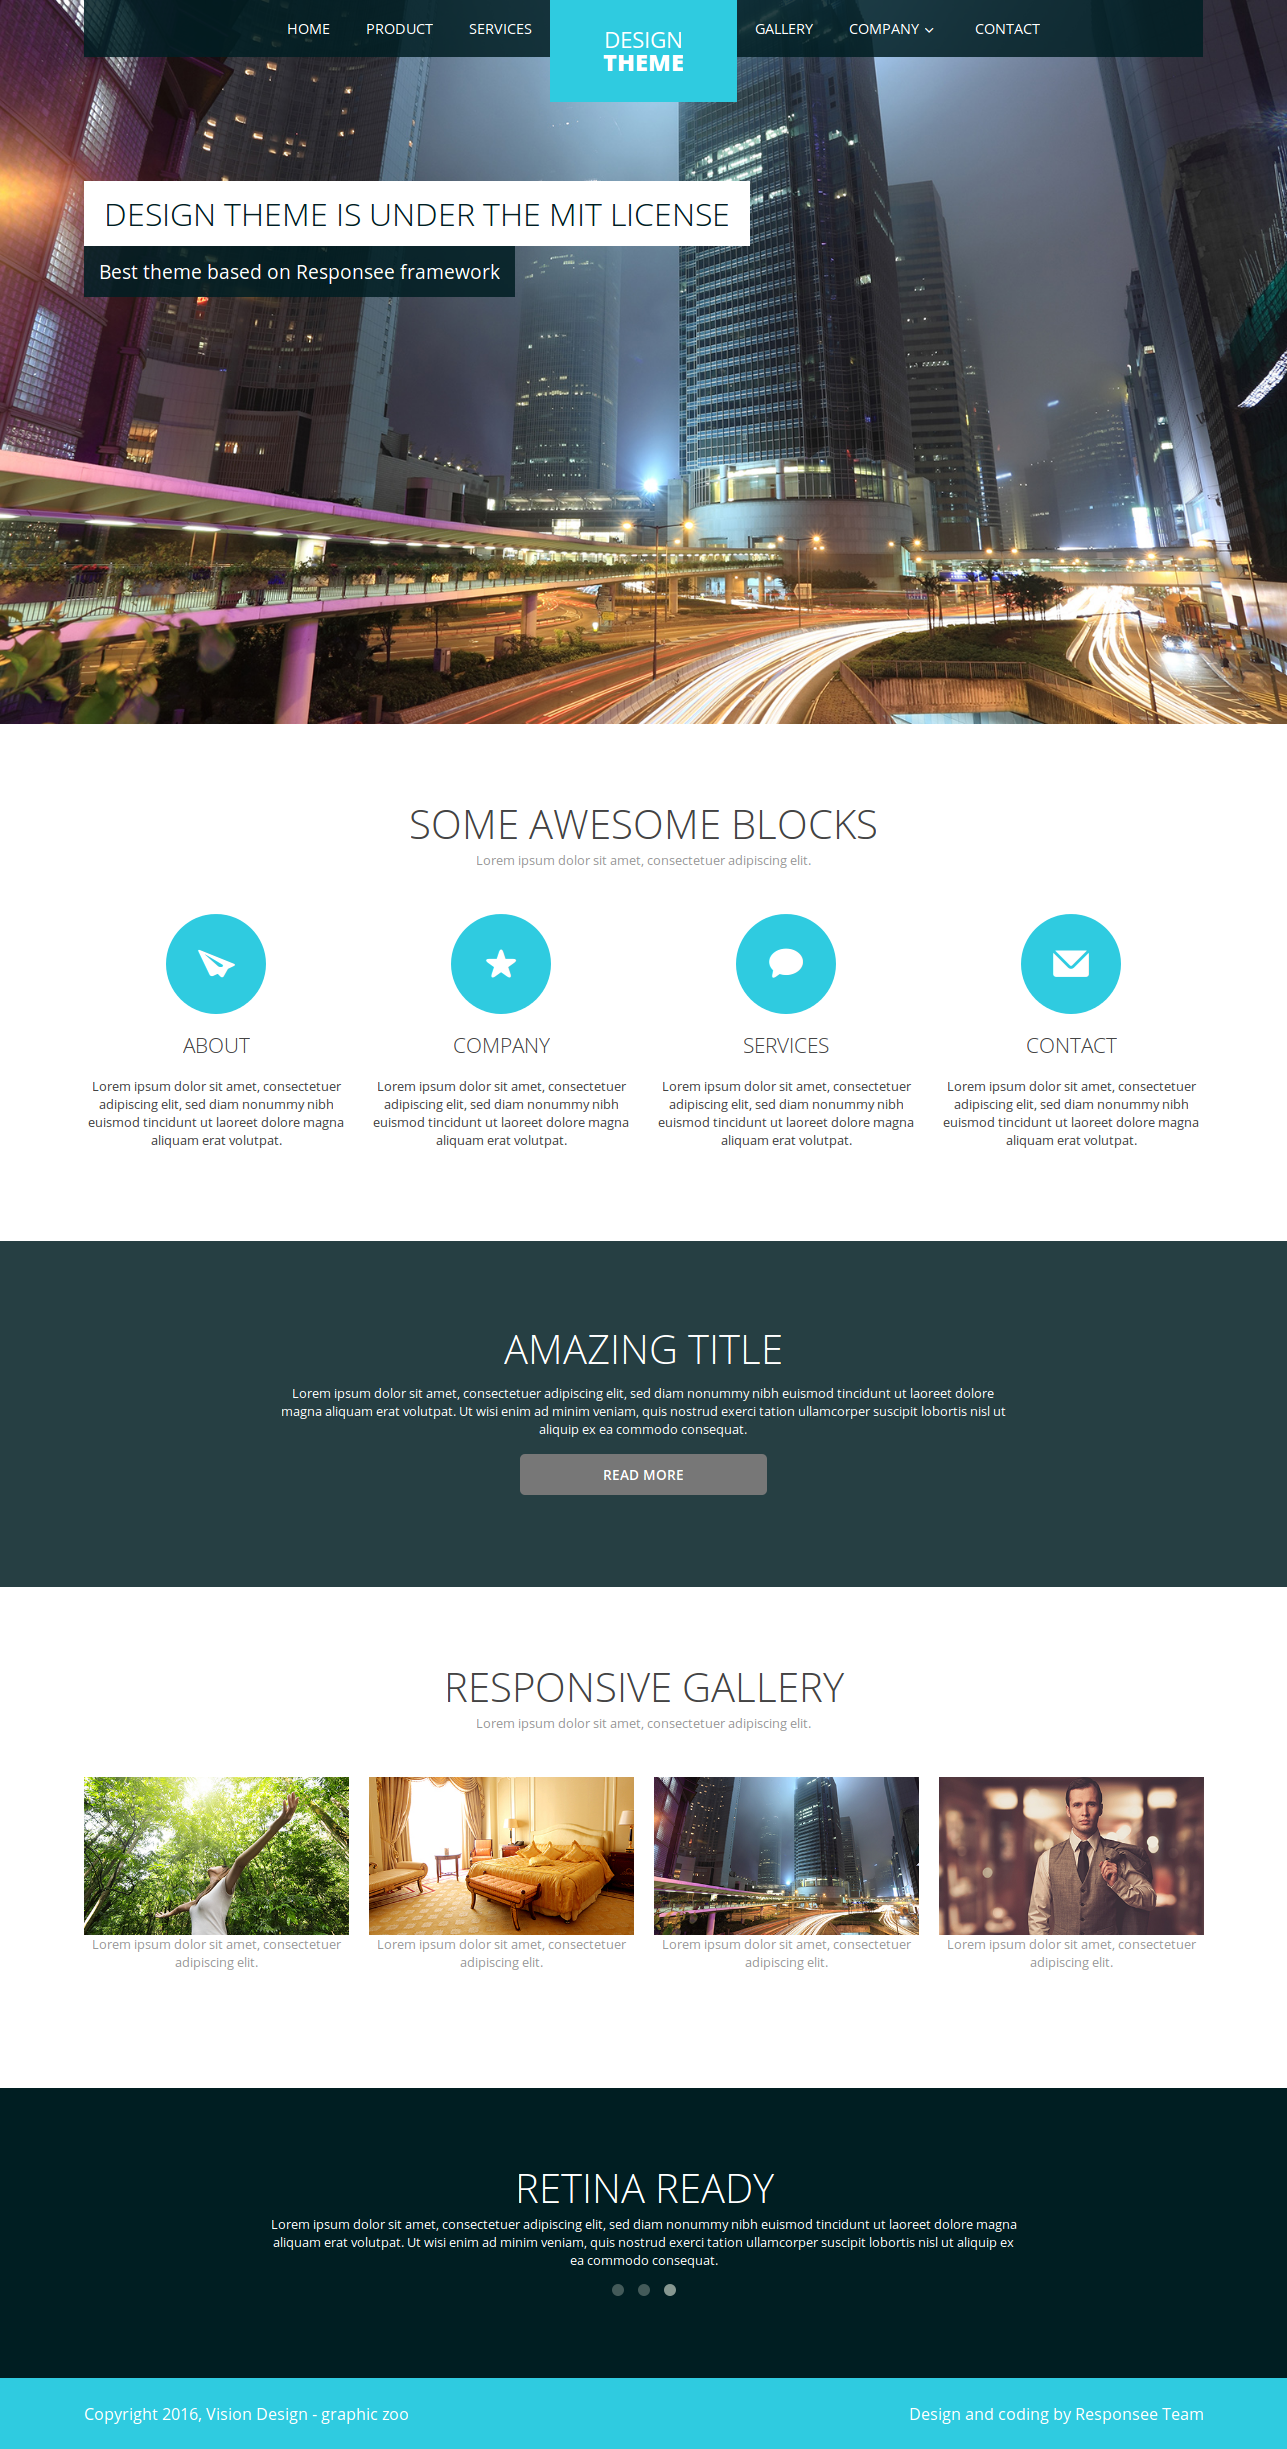 HOME PRODUCT SERVICES
DESIGN
THEME
GALLERY COMPANY CONTACT
DESIGN THEME IS UNDER THE MIT LICENSE
Best theme based on Responsee framework
SOME AWESOME BLOCKS
Lorem ipsum dolor sit amet, consectetuer adipiscing elit.
ABOUT
Lorem ipsum dolor sit amet, consectetuer
adipiscing elit, sed diam nonummy nibh
euismod tincidunt ut laoreet dolore magna
aliquam erat volutpat.
COMPANY
Lorem ipsum dolor sit amet, consectetuer
adipiscing elit, sed diam nonummy nibh
euismod tincidunt ut laoreet dolore magna
aliquam erat volutpat.
SERVICES
Lorem ipsum dolor sit amet, consectetuer
adipiscing elit, sed diam nonummy nibh
euismod tincidunt ut laoreet dolore magna
aliquam erat volutpat.
CONTACT
Lorem ipsum dolor sit amet, consectetuer
adipiscing elit, sed diam nonummy nibh
euismod tincidunt ut laoreet dolore magna
aliquam erat volutpat.
AMAZING TITLE
Lorem ipsum dolor sit amet, consectetuer adipiscing elit, sed diam nonummy nibh euismod tincidunt ut laoreet dolore
magna aliquam erat volutpat. Ut wisi enim ad minim veniam, quis nostrud exerci tation ullamcorper suscipit lobortis nisl ut
aliquip ex ea commodo consequat.
READ MORE
RESPONSIVE GALLERY
Lorem ipsum dolor sit amet, consectetuer adipiscing elit.
Lorem ipsum dolor sit amet, consectetuer
adipiscing elit.
Lorem ipsum dolor sit amet, consectetuer
adipiscing elit.
Lorem ipsum dolor sit amet, consectetuer
adipiscing elit.
Lorem ipsum dolor sit amet, consectetuer
adipiscing elit.
RETINA READY
Lorem ipsum dolor sit amet, consectetuer adipiscing elit, sed diam nonummy nibh euismod tincidunt ut laoreet dolore magna
aliquam erat volutpat. Ut wisi enim ad minim veniam, quis nostrud exerci tation ullamcorper suscipit lobortis nisl ut aliquip ex
ea commodo consequat.
Copyright 2016, Vision Design - graphic zoo
Design and coding by Responsee Team